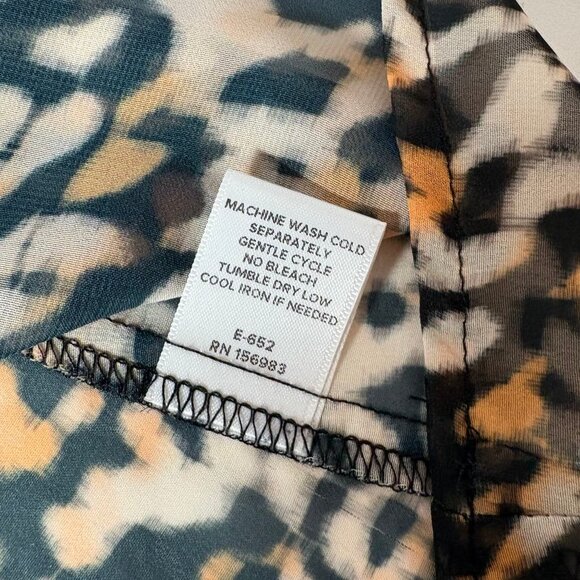 MACHINE WASH COLD
SEPARATELY
GENTLE CYCLE
NO BLEACH
TUMBLE DRY LOW
COOL IRON IF NEEDED
E-652
RN 156983